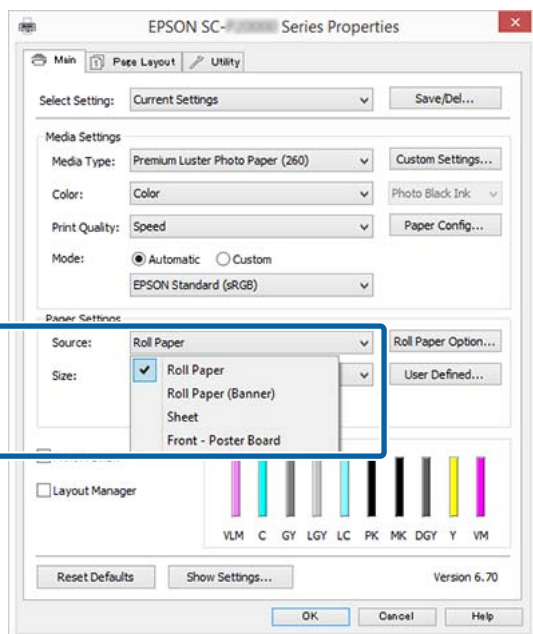 EPSON SC- Series Properties
Main Page Layout Utility
Select Setting: Current Settings Save/Del...
Media Settings
Media Type: Premium Luster Photo Paper (260) Custom Settings...
Color: Color Photo Black Ink
Print Quality: Speed Paper Config...
Mode: Automatic Custom
EPSON Standard (sRGB)
Paper Settings
Source: Roll Paper Roll Paper Option...
Size: User Defined...
Roll Paper
Roll Paper (Banner)
Sheet
Front - Poster Board
Layout Manager
VLM C GY LGY LC PK MK DGY Y VM
Reset Defaults Show Settings... Version 6.70
OK Cancel Help